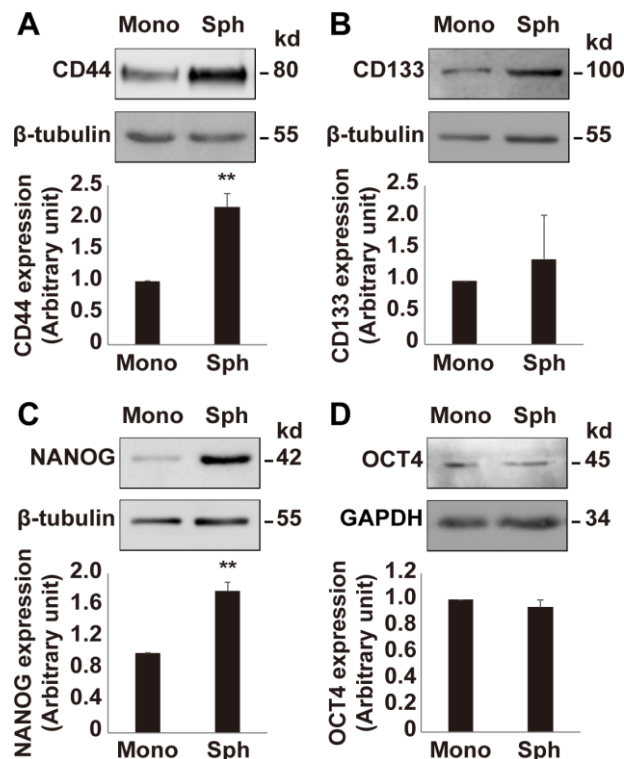 A Mono Sph kd
CD44 - 80
β-tubulin - 55
**
CD44 expression
(Arbitrary unit)
2.5
2.0
1.5
1.0
0.5
0
Mono Sph
B Mono Sph kd
CD133 - 100
β-tubulin - 55
CD133 expression
(Arbitrary unit)
2.5
2.0
1.5
1.0
0.5
0
Mono Sph
C Mono Sph kd
NANOG - 42
β-tubulin - 55
**
NANOG expression
(Arbitrary unit)
2.0
1.6
1.2
0.8
0.4
0
Mono Sph
D Mono Sph kd
OCT4 - 45
GAPDH - 34
OCT4 expression
(Arbitrary unit)
1.2
1.0
0.8
0.6
0.4
0.2
0
Mono Sph